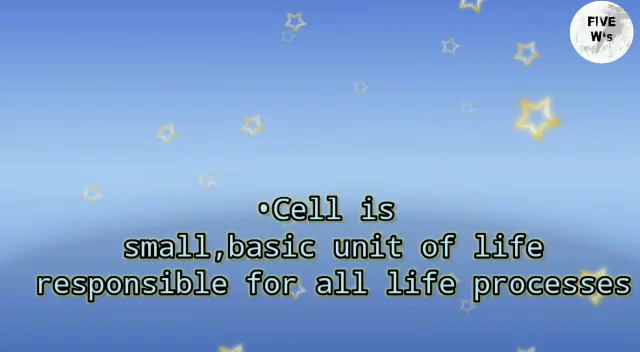 FIVE
W's
•Cell is
small,basic unit of life
responsible for all life processes